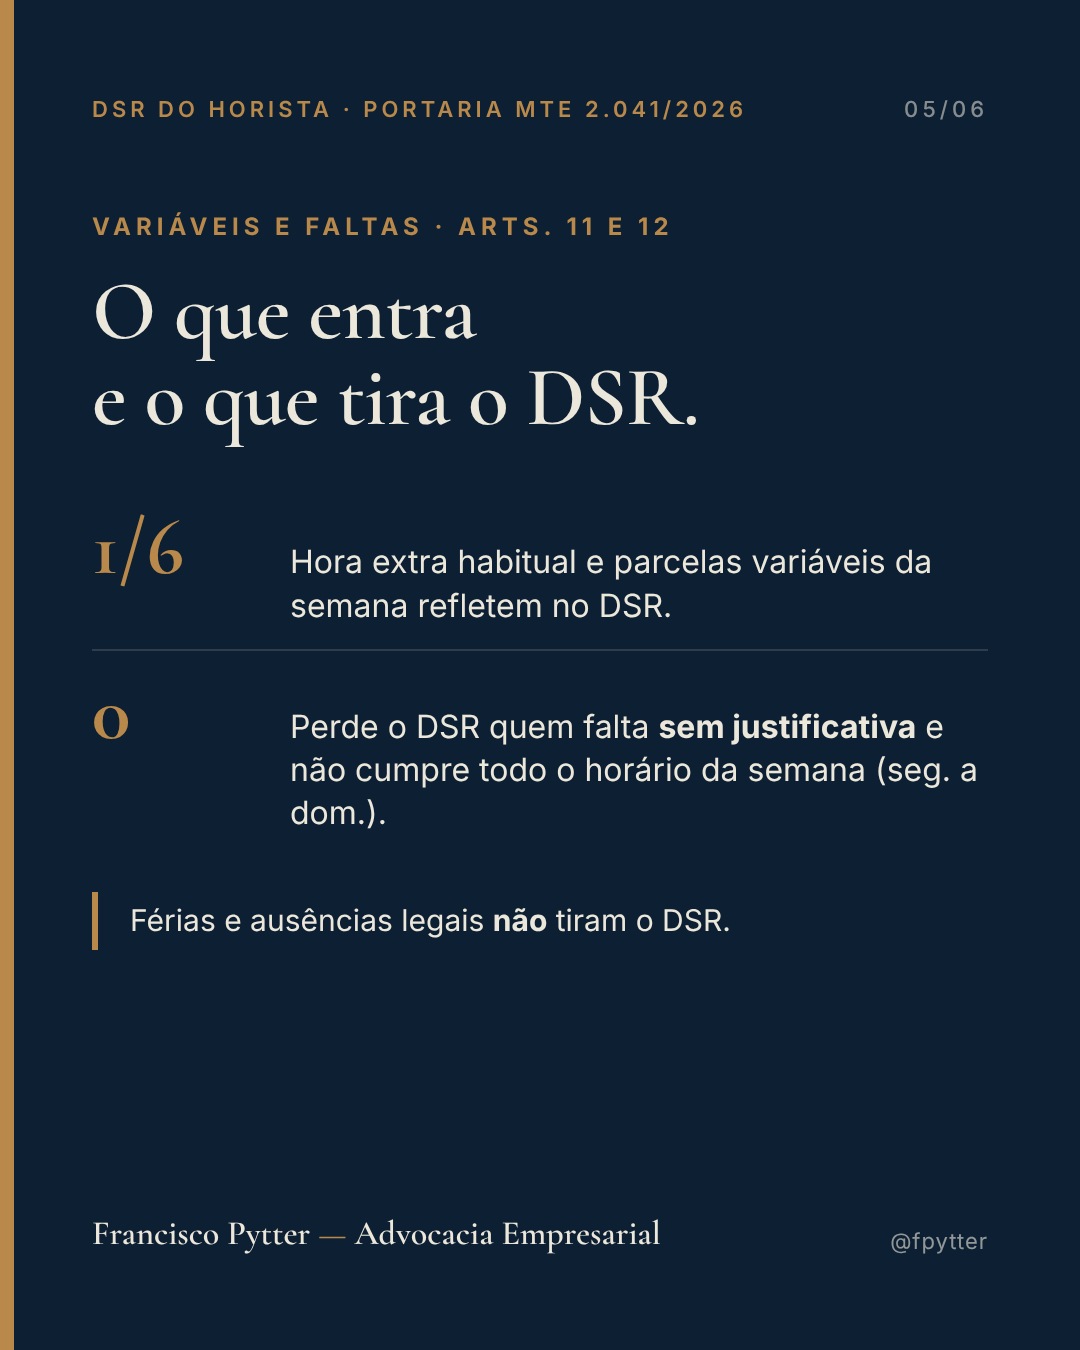 DSR DO HORISTA · PORTARIA MTE 2.041/2026
05/06
VARIÁVEIS E FALTAS · ARTS. 11 E 12
O que entra
e o que tira o DSR.
1/6
Hora extra habitual e parcelas variáveis da
semana refletem no DSR.
0
Perde o DSR quem falta sem justificativa e
não cumpre todo o horário da semana (seg. a
dom.).
Férias e ausências legais não tiram o DSR.
Francisco Pytter — Advocacia Empresarial
@fpytter